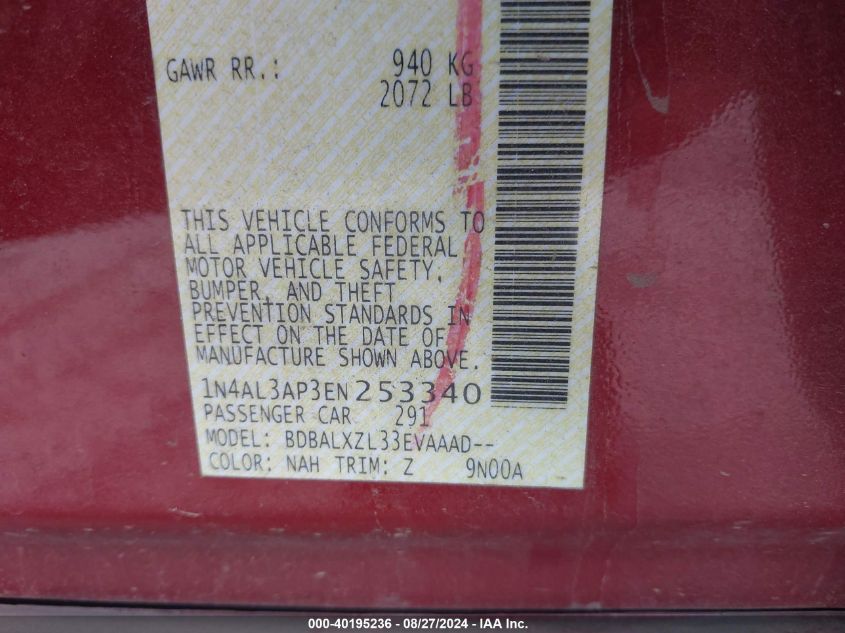 GAWR RR.: 940 KG
2072 LB
THIS VEHICLE CONFORMS TO
ALL APPLICABLE FEDERAL
MOTOR VEHICLE SAFETY,
BUMPER, AND THEFT
PREVENTION STANDARDS IN
EFFECT ON THE DATE OF
MANUFACTURE SHOWN ABOVE.
1N4AL3AP3EN253340
PASSENGER CAR 291
MODEL: BDBALXZL33EVAAAD--
COLOR: NAH TRIM: Z 9N00A
000-40195236 - 08/27/2024 - IAA Inc.